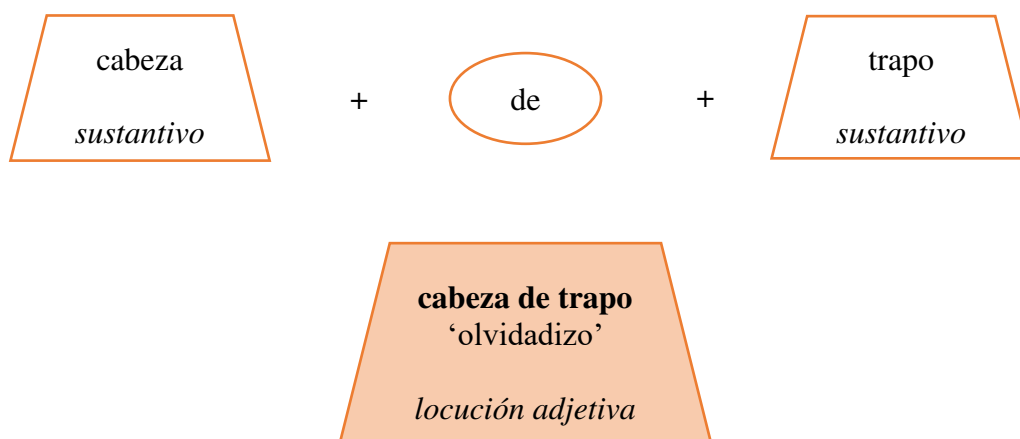 cabeza
sustantivo
+
de
+
trapo
sustantivo
cabeza de trapo
‘olvidadizo’
locución adjetiva